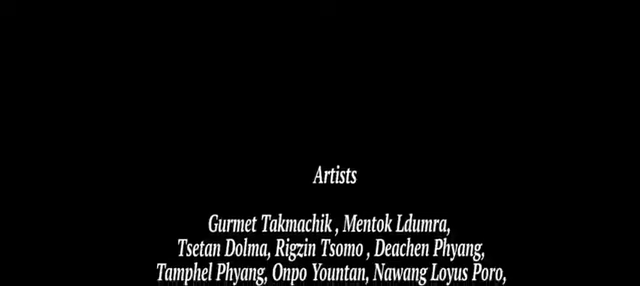 Artists
Gurmet Takmachik , Mentok Ldumra,
Tsetan Dolma, Rigzin Tsomo , Deachen Phyang,
Tamphel Phyang, Onpo Yountan, Nawang Loyus Poro,